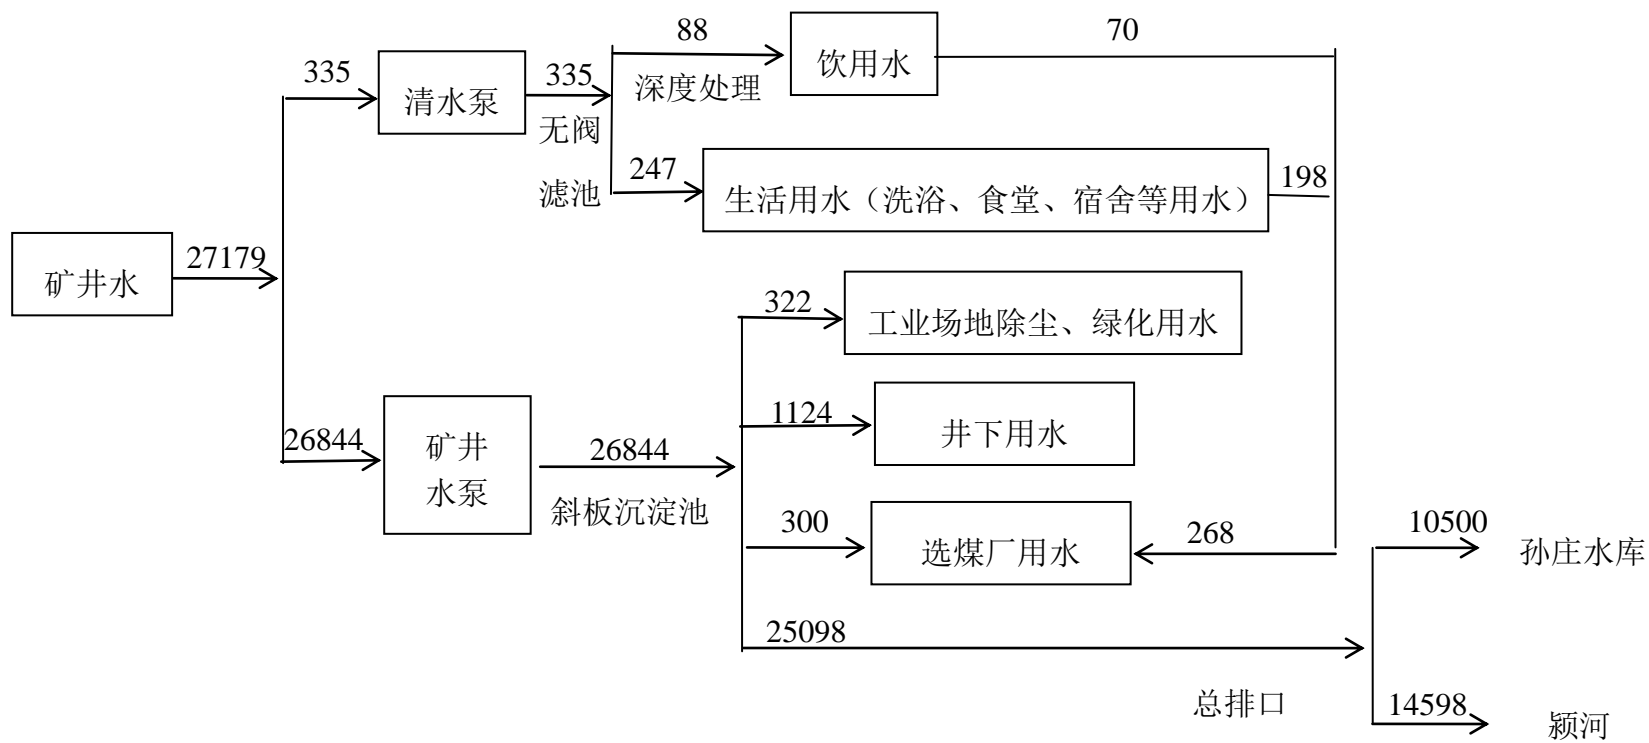 88
70
饮用水
335
335
清水泵
深度处理
无阀
滤池
247
生活用水（洗浴、食堂、宿舍等用水）
198
27179
矿井水
322
工业场地除尘、绿化用水
1124
井下用水
26844
矿井
水泵
26844
斜板沉淀池
300
选煤厂用水
268
10500
孙庄水库
25098
总排口
14598
颍河